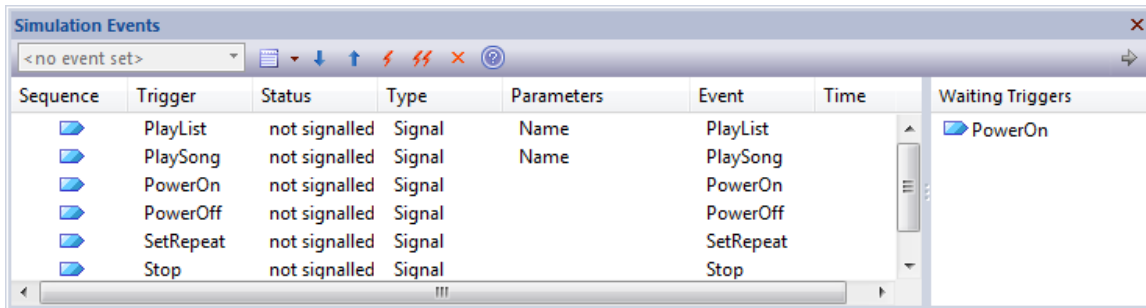 Simulation Events
<no event set>
Sequence Trigger Status Type Parameters Event Time Waiting Triggers
PlayList not signalled Signal Name PlayList PowerOn
PlaySong not signalled Signal Name PlaySong
PowerOn not signalled Signal PowerOn
PowerOff not signalled Signal PowerOff
SetRepeat not signalled Signal SetRepeat
Stop not signalled Signal Stop